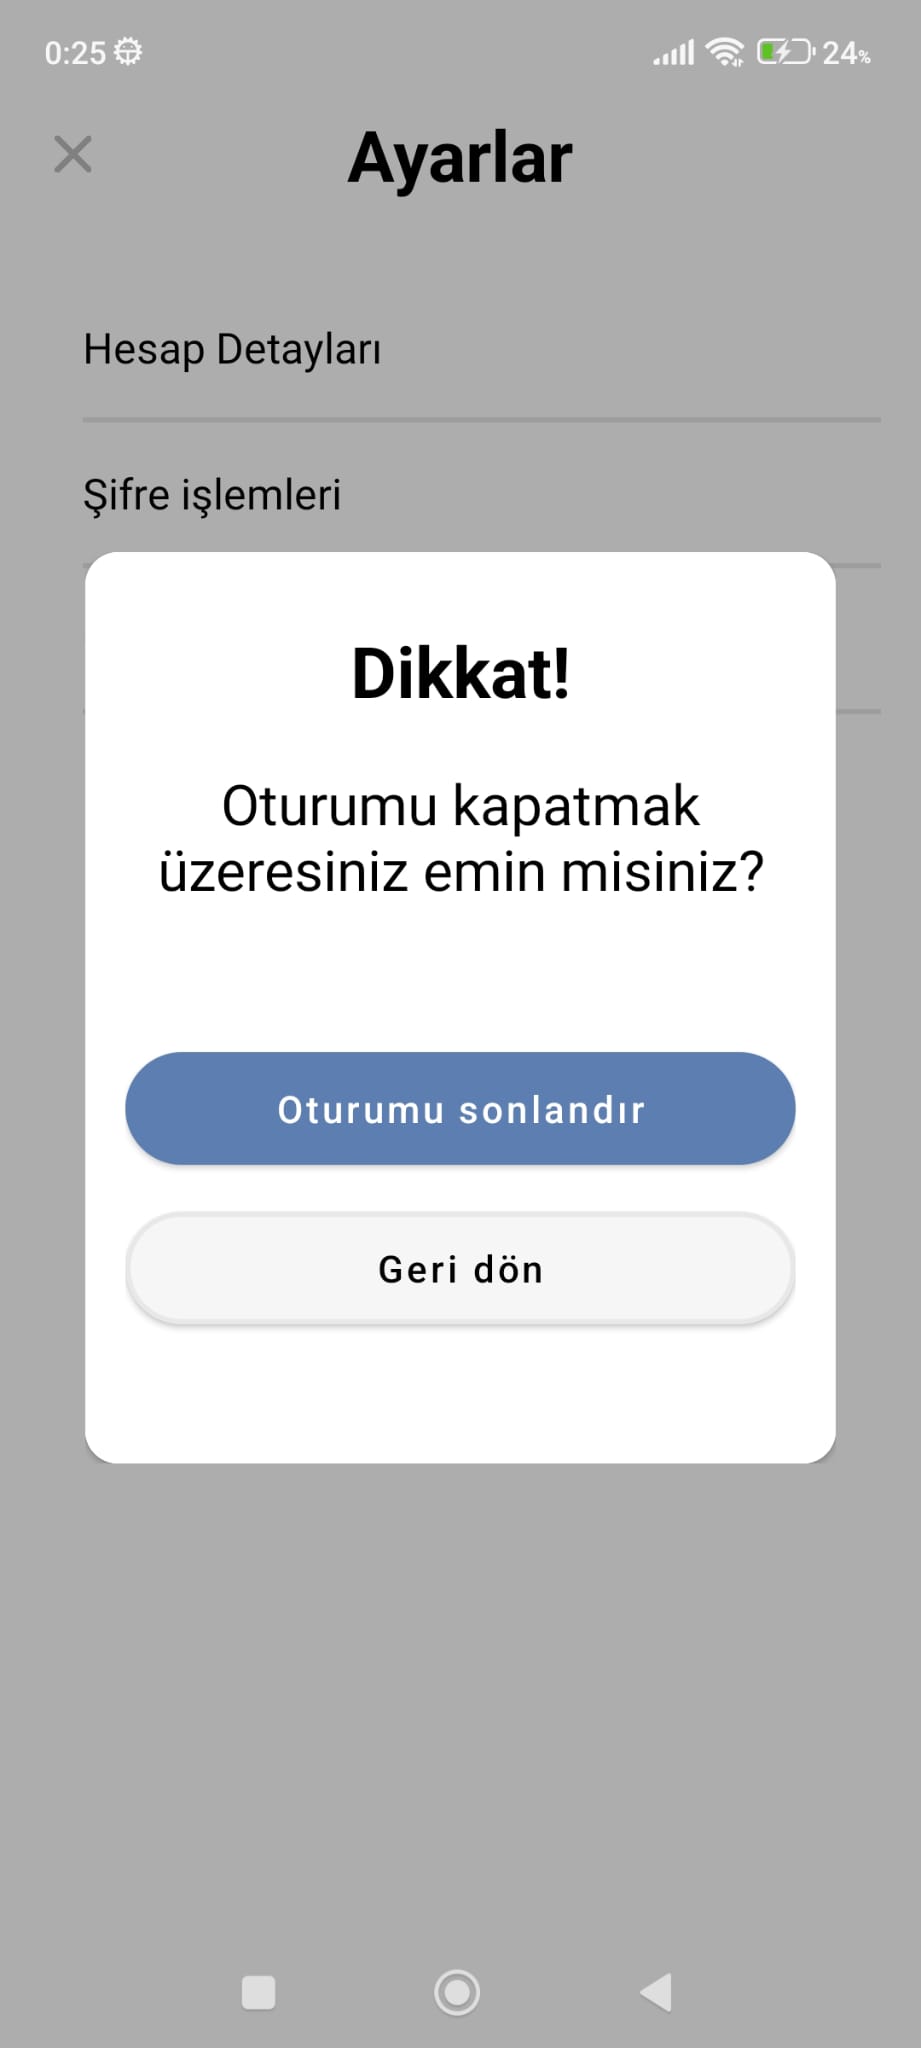 0:25
24%
Ayarlar
Hesap Detayları
Şifre işlemleri
Dikkat!
Oturumu kapatmak
üzeresiniz emin misiniz?
Oturumu sonlandır
Geri dön